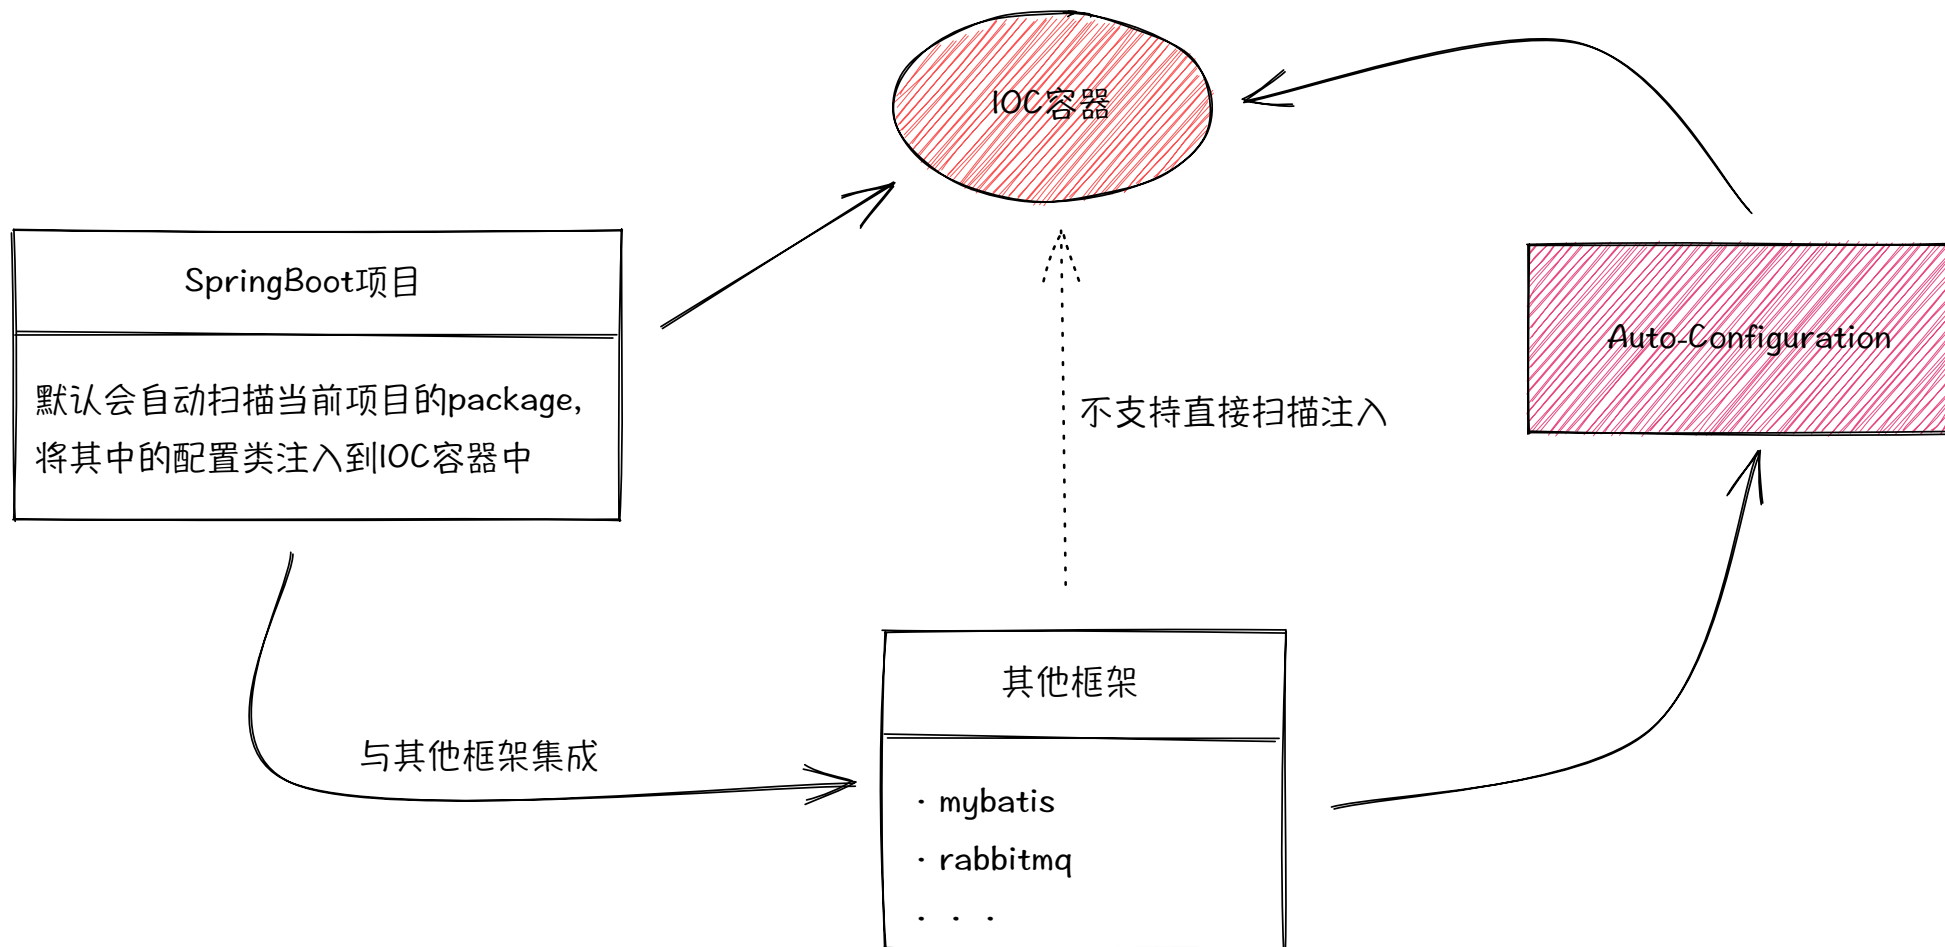 IOC容器
SpringBoot项目
默认会自动扫描当前项目的package,
将其中的配置类注入到IOC容器中
Auto-Configuration
不支持直接扫描注入
与其他框架集成
其他框架
· mybatis
· rabbitmq
· · ·